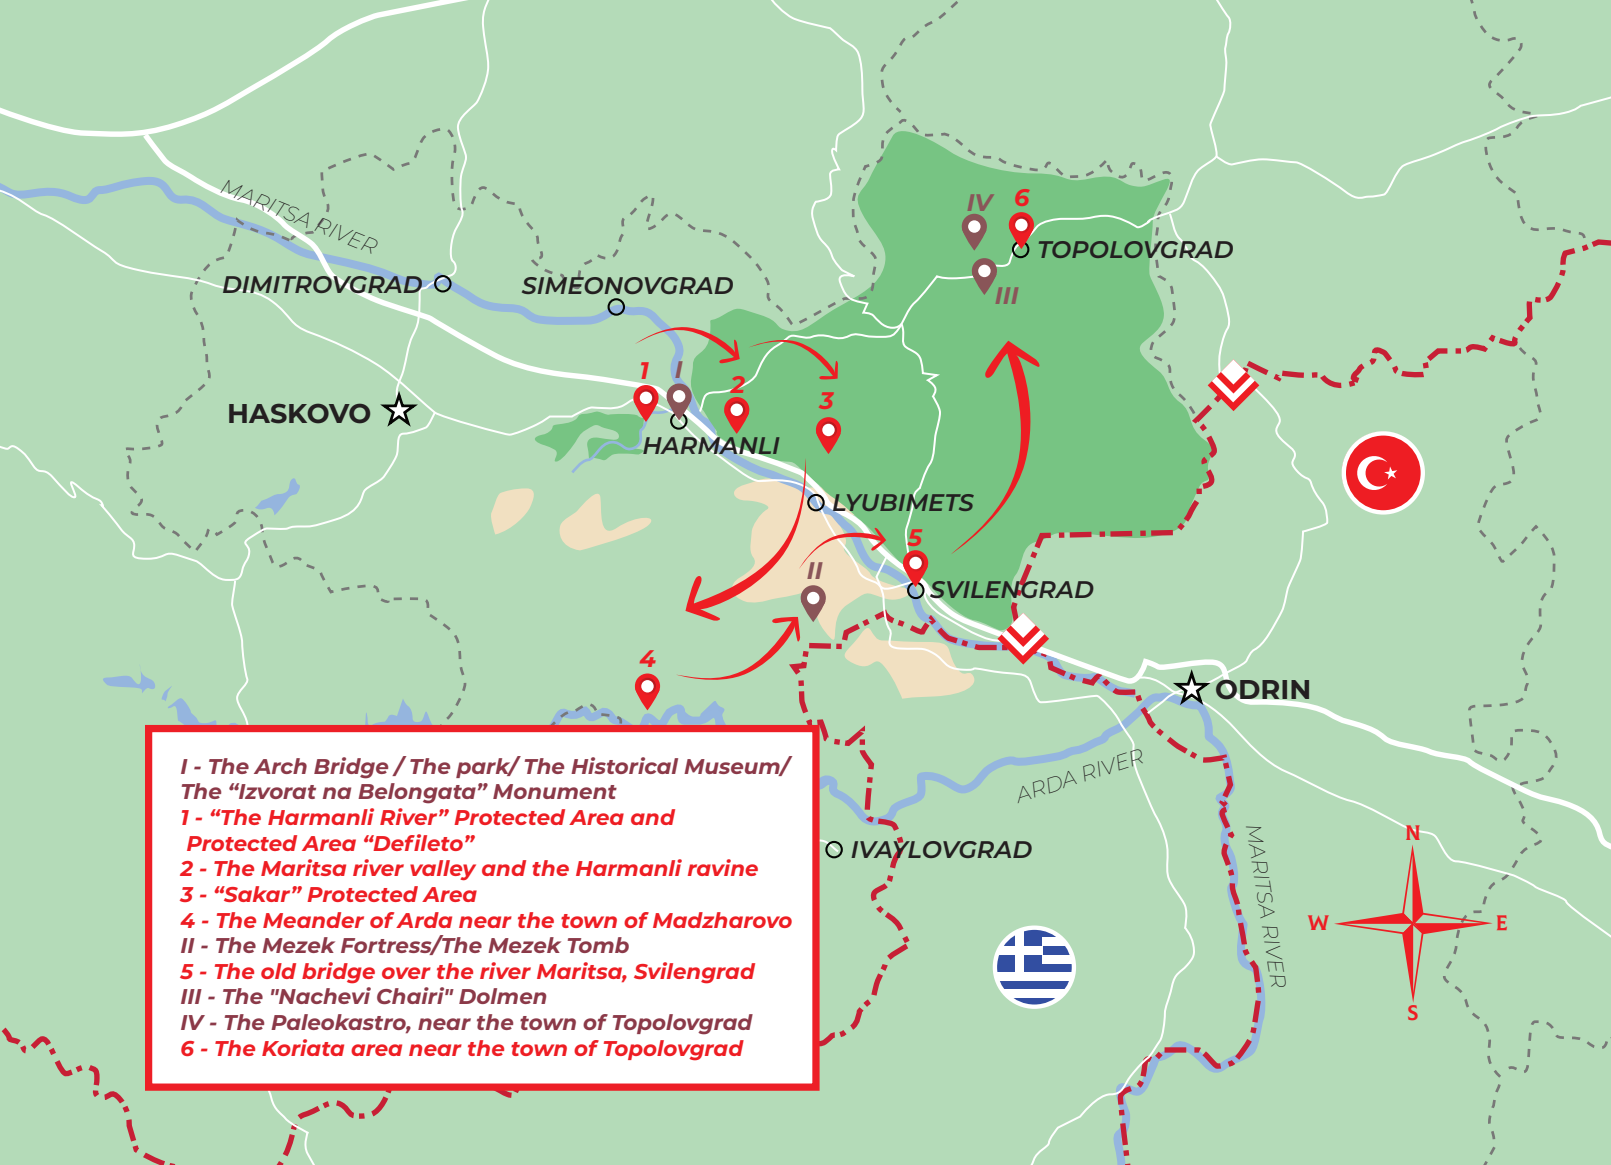 MARITSA RIVER
IV
6
TOPOLOVGRAD
DIMITROVGRAD
SIMEONOVGRAD
III
1
I
2
3
HASKOVO
HARMANLI
LYUBIMETS
5
II
SVILENGRAD
4
ODRIN
ARDA RIVER
I - The Arch Bridge / The park/ The Historical Museum/
The “Izvorat na Belongata” Monument
1 - “The Harmanli River” Protected Area and
Protected Area “Defileto”
2 - The Maritsa river valley and the Harmanli ravine
3 - “Sakar” Protected Area
4 - The Meander of Arda near the town of Madzharovo
II - The Mezek Fortress/The Mezek Tomb
5 - The old bridge over the river Maritsa, Svilengrad
III - The "Nachevi Chairi" Dolmen
IV - The Paleokastro, near the town of Topolovgrad
6 - The Koriata area near the town of Topolovgrad
IVAYLOVGRAD
MARITSA RIVER
N
W
E
S